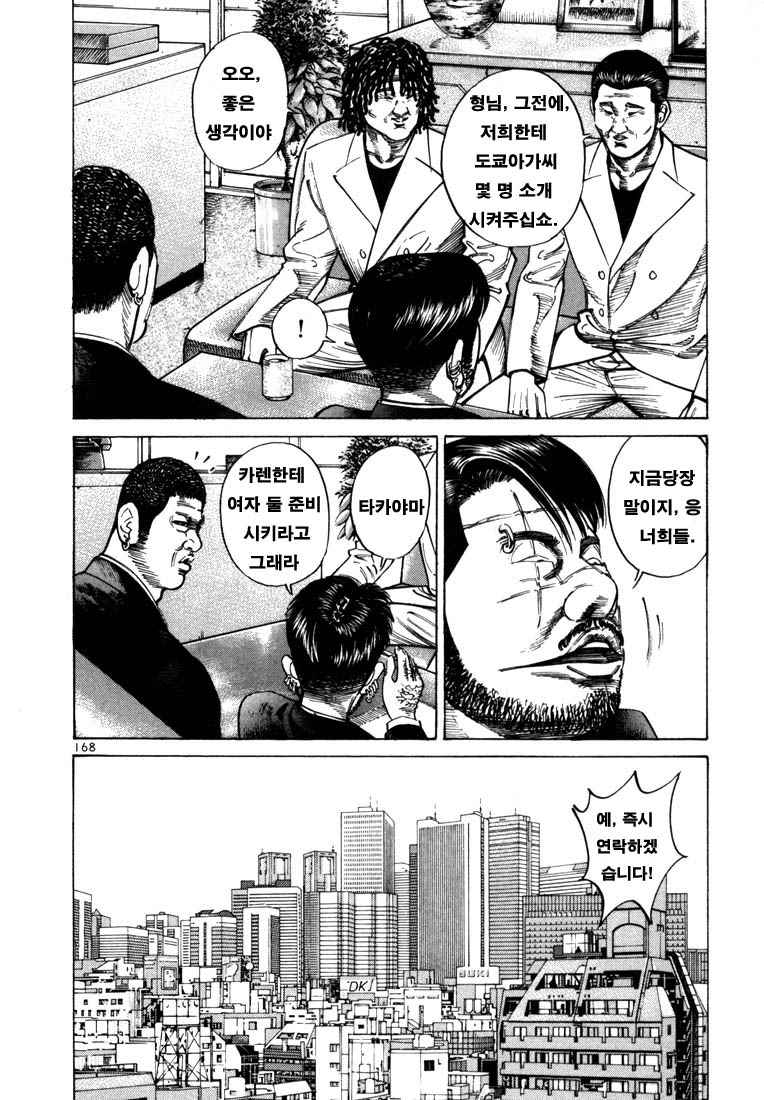 형님, 그전에,
저희한테
도쿄아가씨
몇 명 소개
시켜주십쇼.
오오,
좋은
생각이야
!
지금당장
말이지, 응
너희들.
타카야마
카렌한테
여자 둘 준비
시키라고
그래라
168
예, 즉시
연락하겠
습니다!
"DK!